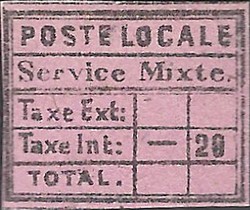 POSTE LOCALE
Service Mixte.
Taxe Ext:
Taxe Int: — 20
TOTAL.